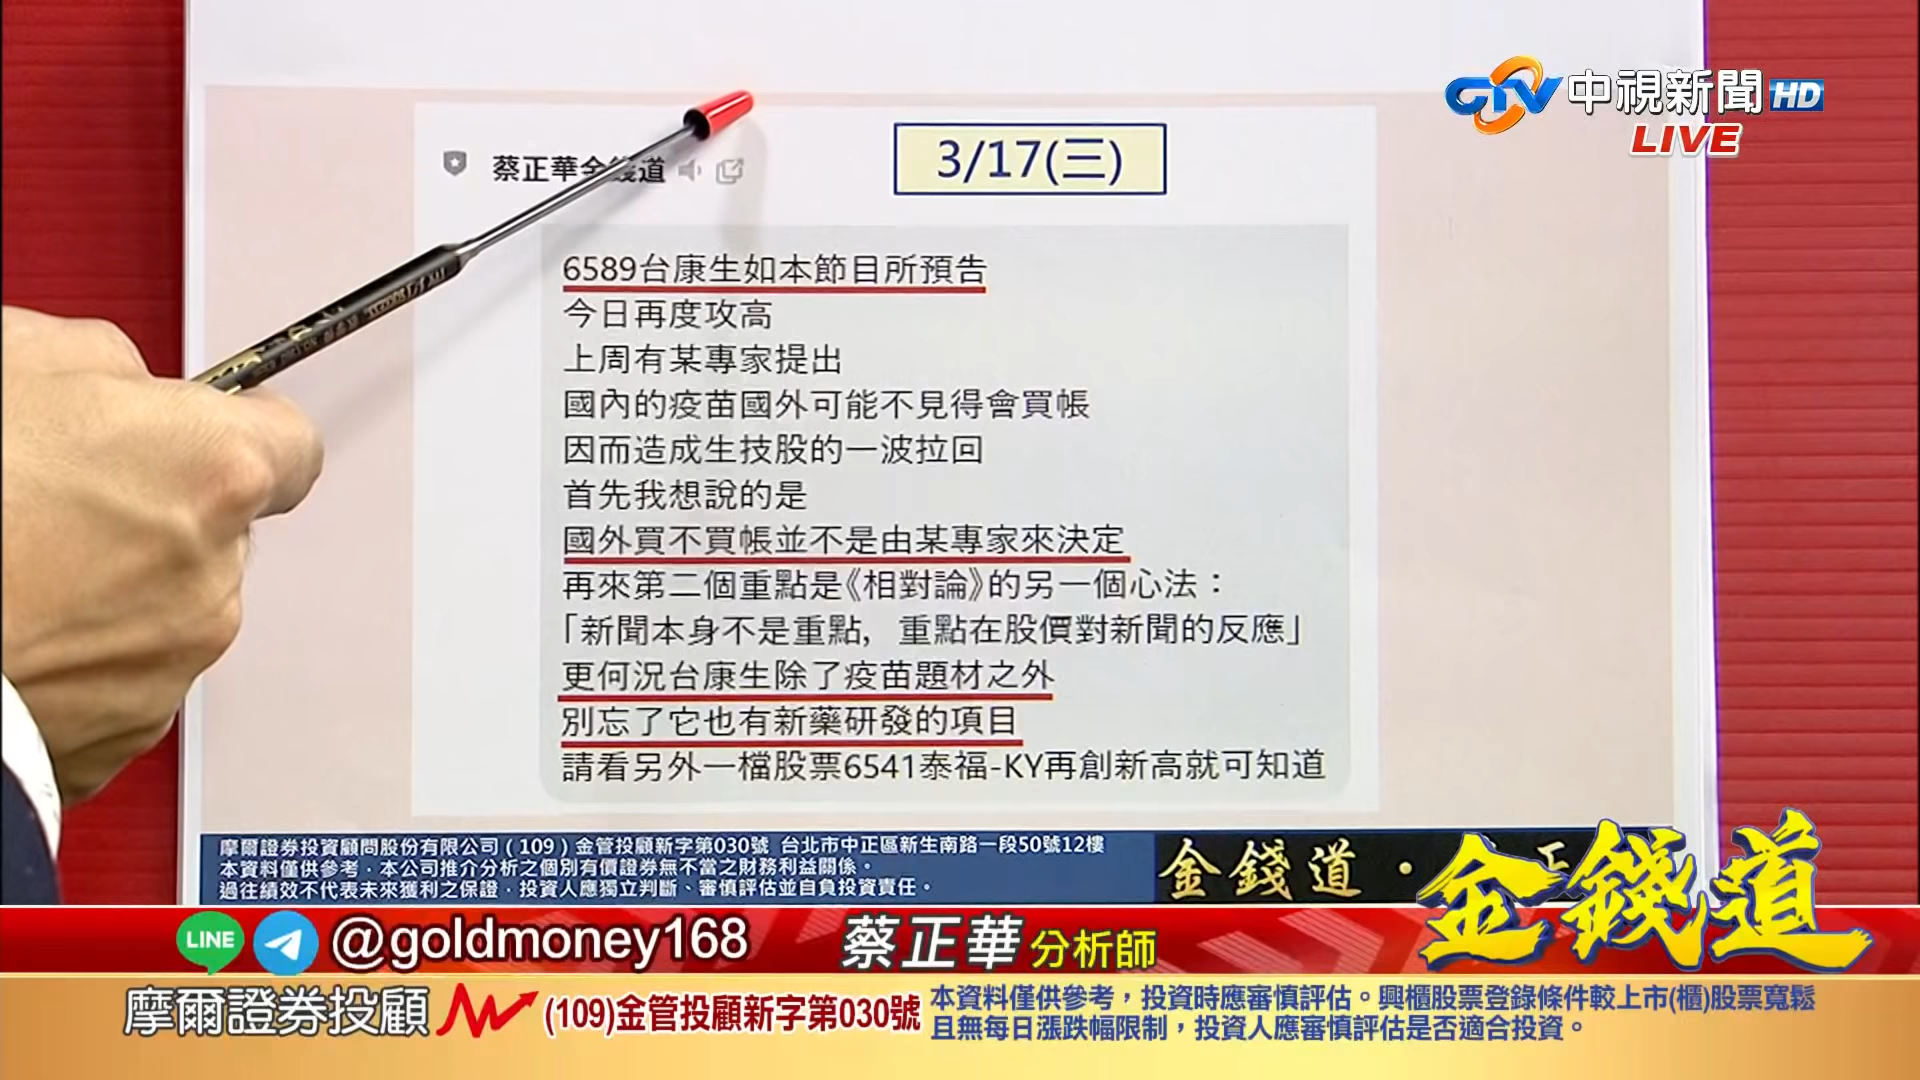 CTV 中視新聞 HD
LIVE
蔡正華金錢道
3/17(三)
6589台康生如本節目所預告
今日再度攻高
上周有某專家提出
國內的疫苗國外可能不見得會買帳
因而造成生技股的一波拉回
首先我想說的是
國外買不買帳並不是由某專家來決定
再來第二個重點是《相對論》的另一個心法：
「新聞本身不是重點，重點在股價對新聞的反應」
更何況台康生除了疫苗題材之外
別忘了它也有新藥研發的項目
請看另外一檔股票6541泰福-KY再創新高就可知道
摩爾證券投資顧問股份有限公司(109)金管投顧新字第030號 台北市中正區新生南路一段50號12樓
本資料僅供參考．本公司推介分析之個別有價證券無不當之財務利益關係。
過往績效不代表未來獲利之保證．投資人應獨立判斷、審慎評估並自負投資責任。
金錢道・
金錢道
LINE @goldmoney168 蔡正華 分析師
摩爾證券投顧 (109)金管投顧新字第030號
本資料僅供參考，投資時應審慎評估。興櫃股票登錄條件較上市(櫃)股票寬鬆
且無每日漲跌幅限制，投資人應審慎評估是否適合投資。